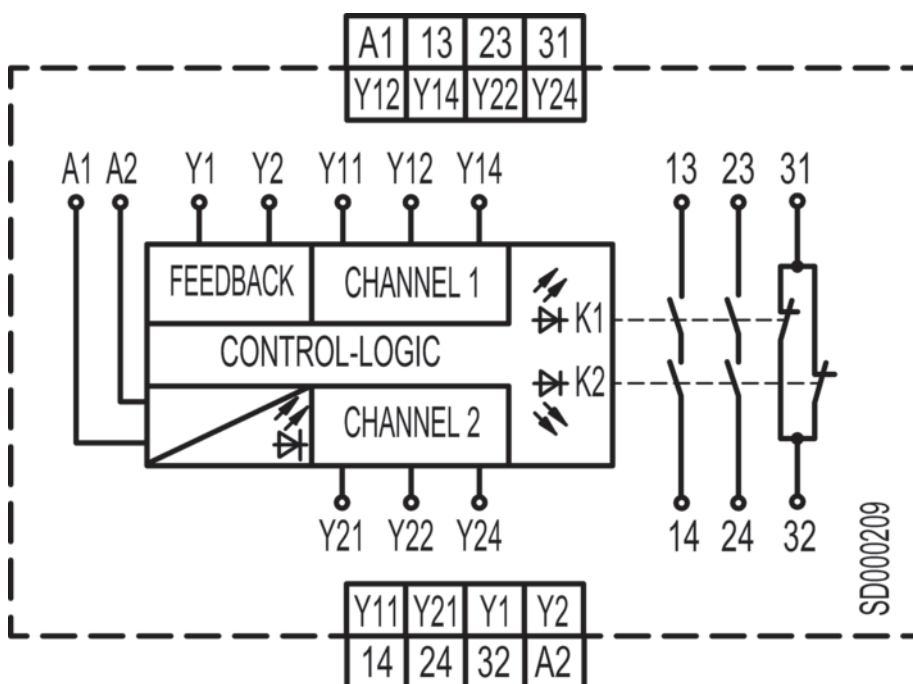 A1 13 23 31
Y12 Y14 Y22 Y24
A1 A2 Y1 Y2 Y11 Y12 Y14 13 23 31
FEEDBACK CHANNEL 1
K1
CONTROL-LOGIC
K2
CHANNEL 2
Y21 Y22 Y24 14 24 32
SD000209
Y11 Y21 Y1 Y2
14 24 32 A2